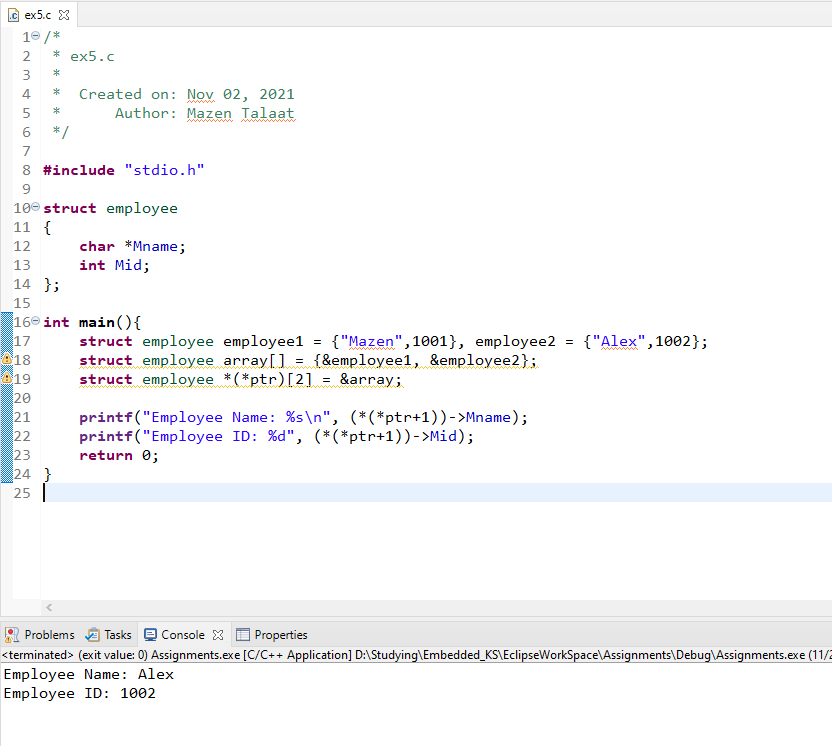 ex5.c
1 /*
2  * ex5.c
3  *
4  *  Created on: Nov 02, 2021
5  *      Author: Mazen Talaat
6  */
7
8 #include "stdio.h"
9
10 struct employee
11 {
12     char *Mname;
13     int Mid;
14 };
15
16 int main(){
17     struct employee employee1 = {"Mazen",1001}, employee2 = {"Alex",1002};
18     struct employee array[] = {&employee1, &employee2};
19     struct employee *(*ptr)[2] = &array;
20
21     printf("Employee Name: %s\n", (*(*ptr+1))->Mname);
22     printf("Employee ID: %d", (*(*ptr+1))->Mid);
23     return 0;
24 }
25
Problems Tasks Console Properties
<terminated> (exit value: 0) Assignments.exe [C/C++ Application] D:\Studying\Embedded_KS\EclipseWorkSpace\Assignments\Debug\Assignments.exe (11/2
Employee Name: Alex
Employee ID: 1002